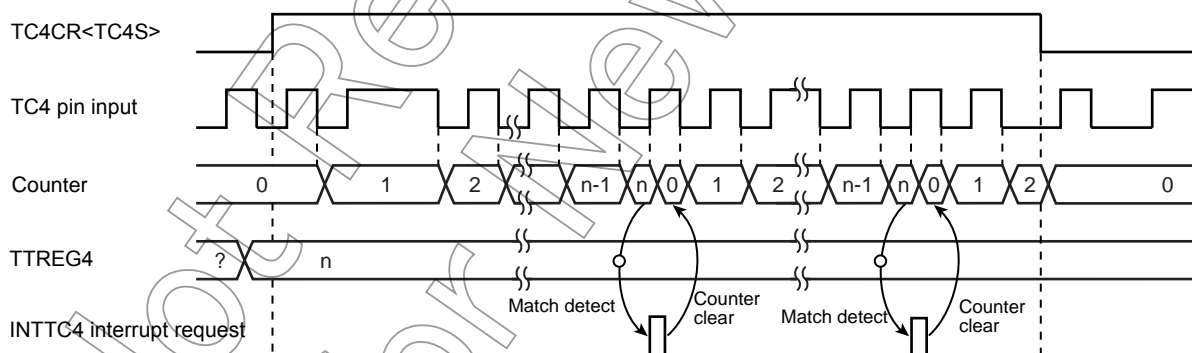 TC4CR<TC4S>
TC4 pin input
Counter
0 1 2 n-1 n 0 1 2 n-1 n 0 1 2 0
TTREG4
? n
Match detect Counter clear Match detect Counter clear
INTTC4 interrupt request